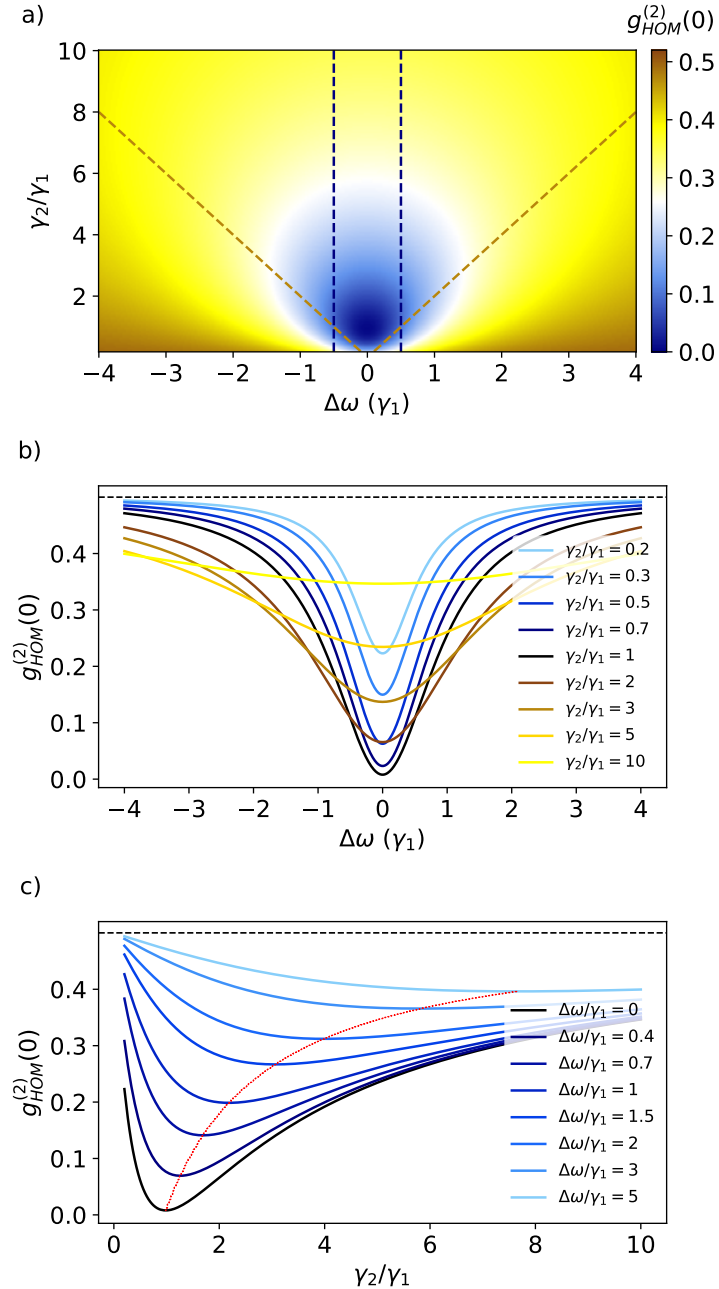 a)
g_{HOM}^{(2)}(0)
10
8
6
4
2
γ₂/γ₁
−4 −3 −2 −1 0 1 2 3 4
Δω (γ₁)
0.5
0.4
0.3
0.2
0.1
0.0
b)
0.4
0.3
0.2
0.1
0.0
g_{HOM}^{(2)}(0)
γ₂/γ₁ = 0.2
γ₂/γ₁ = 0.3
γ₂/γ₁ = 0.5
γ₂/γ₁ = 0.7
γ₂/γ₁ = 1
γ₂/γ₁ = 2
γ₂/γ₁ = 3
γ₂/γ₁ = 5
γ₂/γ₁ = 10
−4 −3 −2 −1 0 1 2 3 4
Δω (γ₁)
c)
0.4
0.3
0.2
0.1
0.0
g_{HOM}^{(2)}(0)
Δω/γ₁ = 0
Δω/γ₁ = 0.4
Δω/γ₁ = 0.7
Δω/γ₁ = 1
Δω/γ₁ = 1.5
Δω/γ₁ = 2
Δω/γ₁ = 3
Δω/γ₁ = 5
0 2 4 6 8 10
γ₂/γ₁